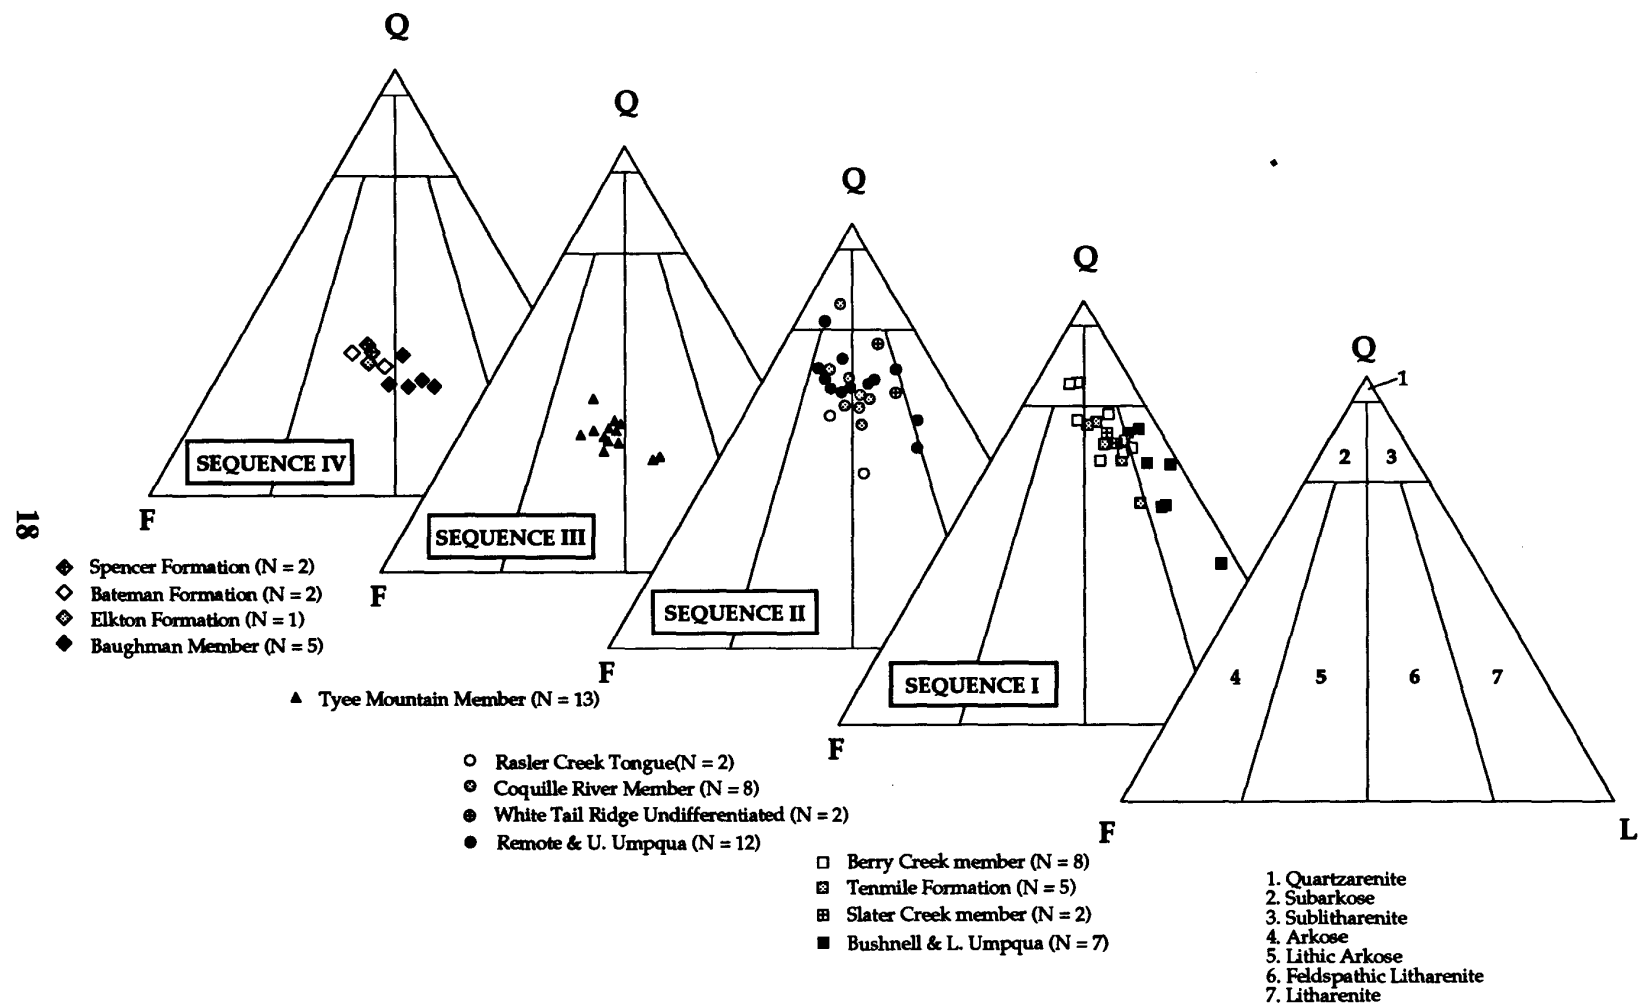 Q
Q
Q
Q
Q
1
2 3
SEQUENCE IV
F
SEQUENCE III
F
SEQUENCE II
F
SEQUENCE I
F
4 5 6 7
F L
18
Spencer Formation (N = 2)
Bateman Formation (N = 2)
Elkton Formation (N = 1)
Baughman Member (N = 5)
Tyee Mountain Member (N = 13)
Rasler Creek Tongue(N = 2)
Coquille River Member (N = 8)
White Tail Ridge Undifferentiated (N = 2)
Remote & U. Umpqua (N = 12)
Berry Creek member (N = 8)
Tenmile Formation (N = 5)
Slater Creek member (N = 2)
Bushnell & L. Umpqua (N = 7)
1. Quartzarenite
2. Subarkose
3. Sublitharenite
4. Arkose
5. Lithic Arkose
6. Feldspathic Litharenite
7. Litharenite